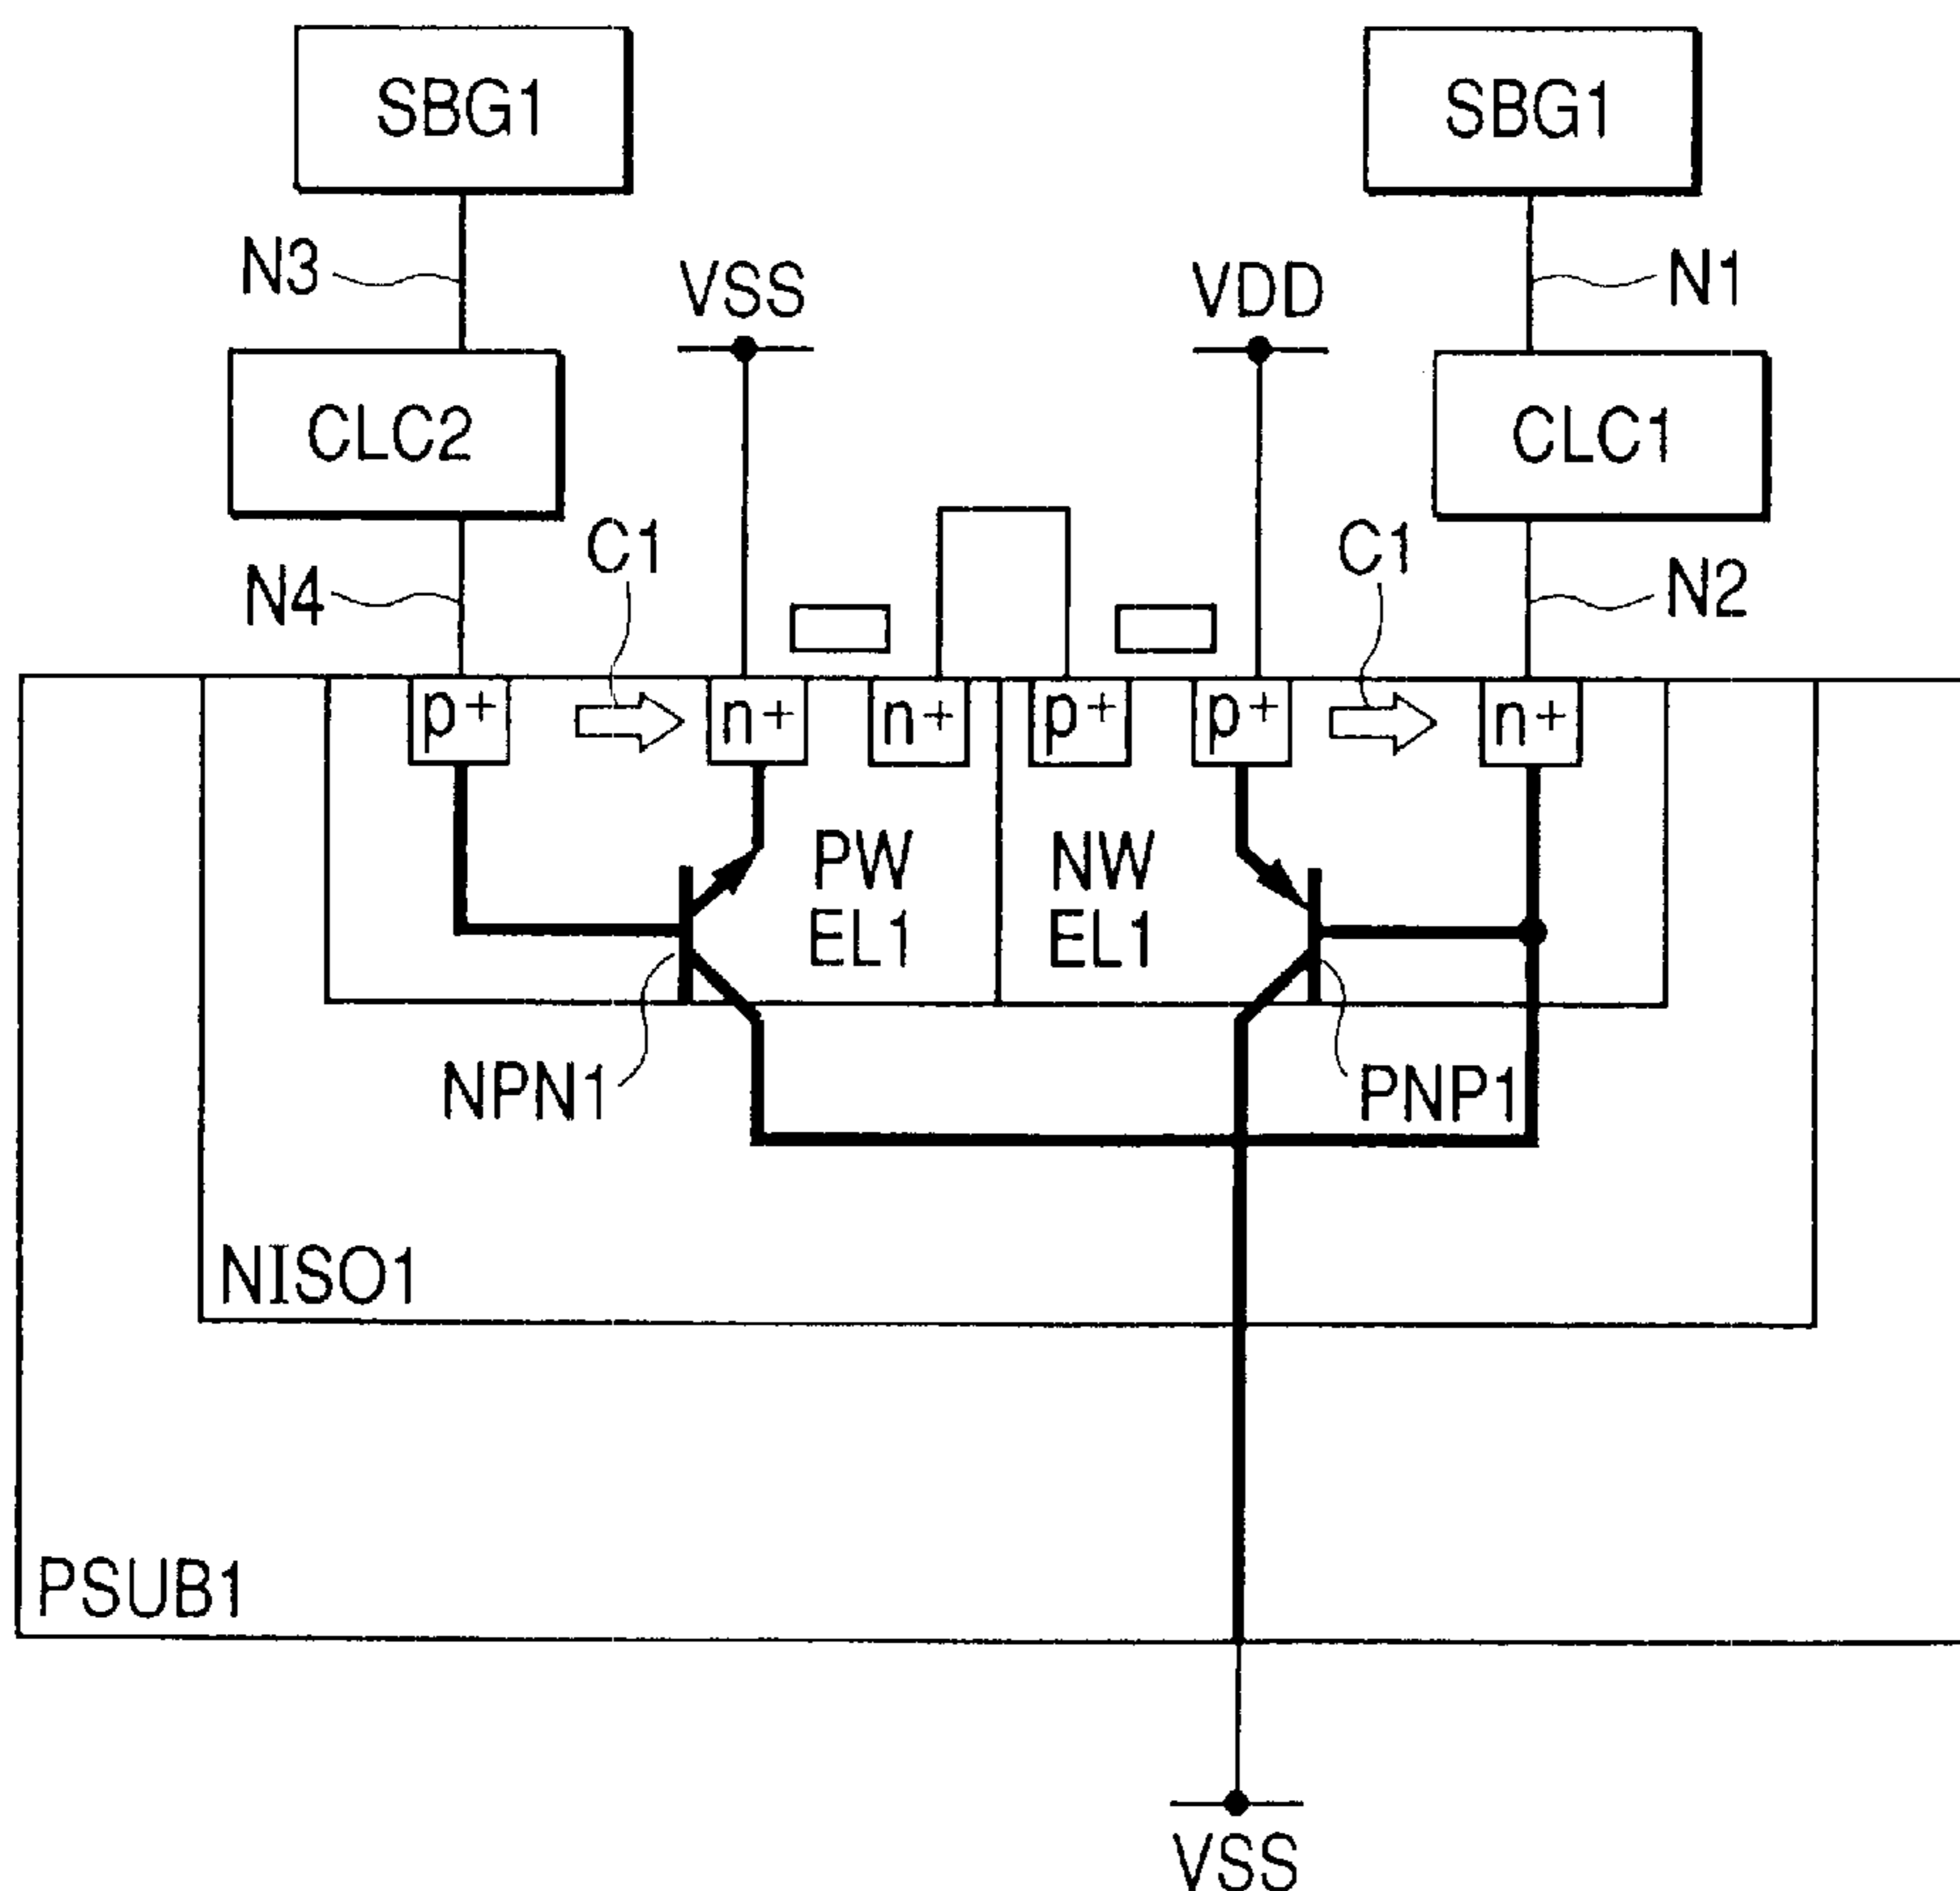 SBG1
SBG1
N3
VSS
VDD
N1
CLC2
CLC1
C1
C1
N4
N2
p+
n+
n+
p+
p+
n+
PW
EL1
NW
EL1
NPN1
PNP1
NISO1
PSUB1
VSS